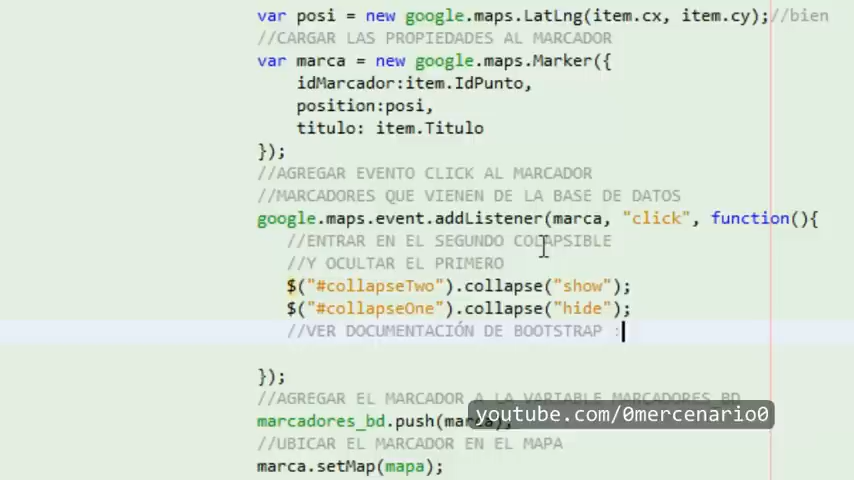 var posi = new google.maps.LatLng(item.cx, item.cy);//bien
//CARGAR LAS PROPIEDADES AL MARCADOR
var marca = new google.maps.Marker({
idMarcador:item.IdPunto,
position:posi,
titulo: item.Titulo
});
//AGREGAR EVENTO CLICK AL MARCADOR
//MARCADORES QUE VIENEN DE LA BASE DE DATOS
google.maps.event.addListener(marca, "click", function(){
//ENTRAR EN EL SEGUNDO COLAPSIBLE
//Y OCULTAR EL PRIMERO
$("#collapseTwo").collapse("show");
$("#collapseOne").collapse("hide");
//VER DOCUMENTACIÓN DE BOOTSTRAP :
});
//AGREGAR EL MARCADOR A LA VARIABLE MARCADORES_BD
marcadores_bd.push(marca);
youtube.com/0mercenario0
//UBICAR EL MARCADOR EN EL MAPA
marca.setMap(mapa);